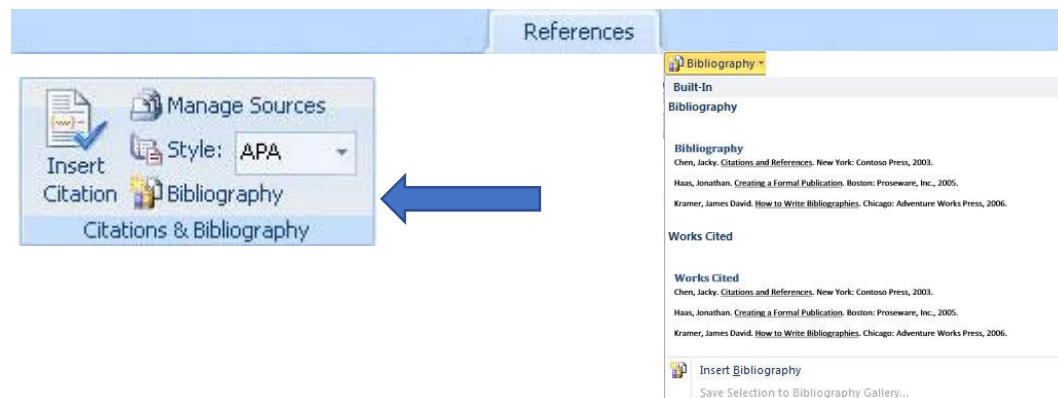 References
Insert
Citation
Manage Sources
Style: APA
Bibliography
Citations & Bibliography
Bibliography
Built-In
Bibliography
Bibliography
Chen, Jacky. Citations and References. New York: Contoso Press, 2003.
Haas, Jonathan. Creating a Formal Publication. Boston: Proseware, Inc., 2005.
Kramer, James David. How to Write Bibliographies. Chicago: Adventure Works Press, 2006.
Works Cited
Works Cited
Chen, Jacky. Citations and References. New York: Contoso Press, 2003.
Haas, Jonathan. Creating a Formal Publication. Boston: Proseware, Inc., 2005.
Kramer, James David. How to Write Bibliographies. Chicago: Adventure Works Press, 2006.
Insert Bibliography
Save Selection to Bibliography Gallery...